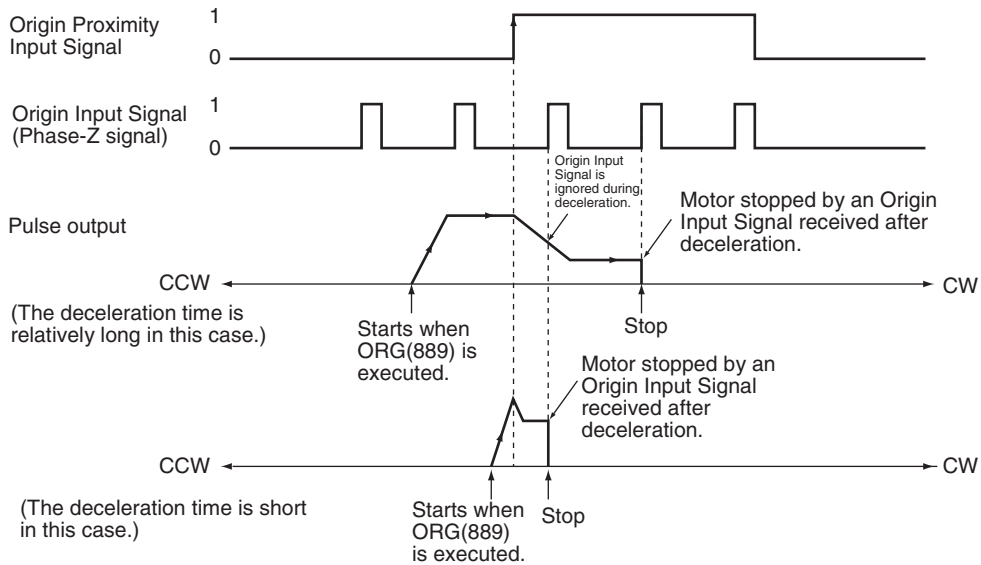 Origin Proximity
Input Signal
1
0
Origin Input Signal
(Phase-Z signal)
1
0
Origin Input
Signal is
ignored during
deceleration.
Pulse output
Motor stopped by an Origin
Input Signal received after
deceleration.
CCW
CW
(The deceleration time is
relatively long in this case.)
Starts when
ORG(889) is
executed.
Stop
Motor stopped by an
Origin Input Signal
received after
deceleration.
CCW
CW
(The deceleration time is short
in this case.)
Starts when
ORG(889)
is executed.
Stop